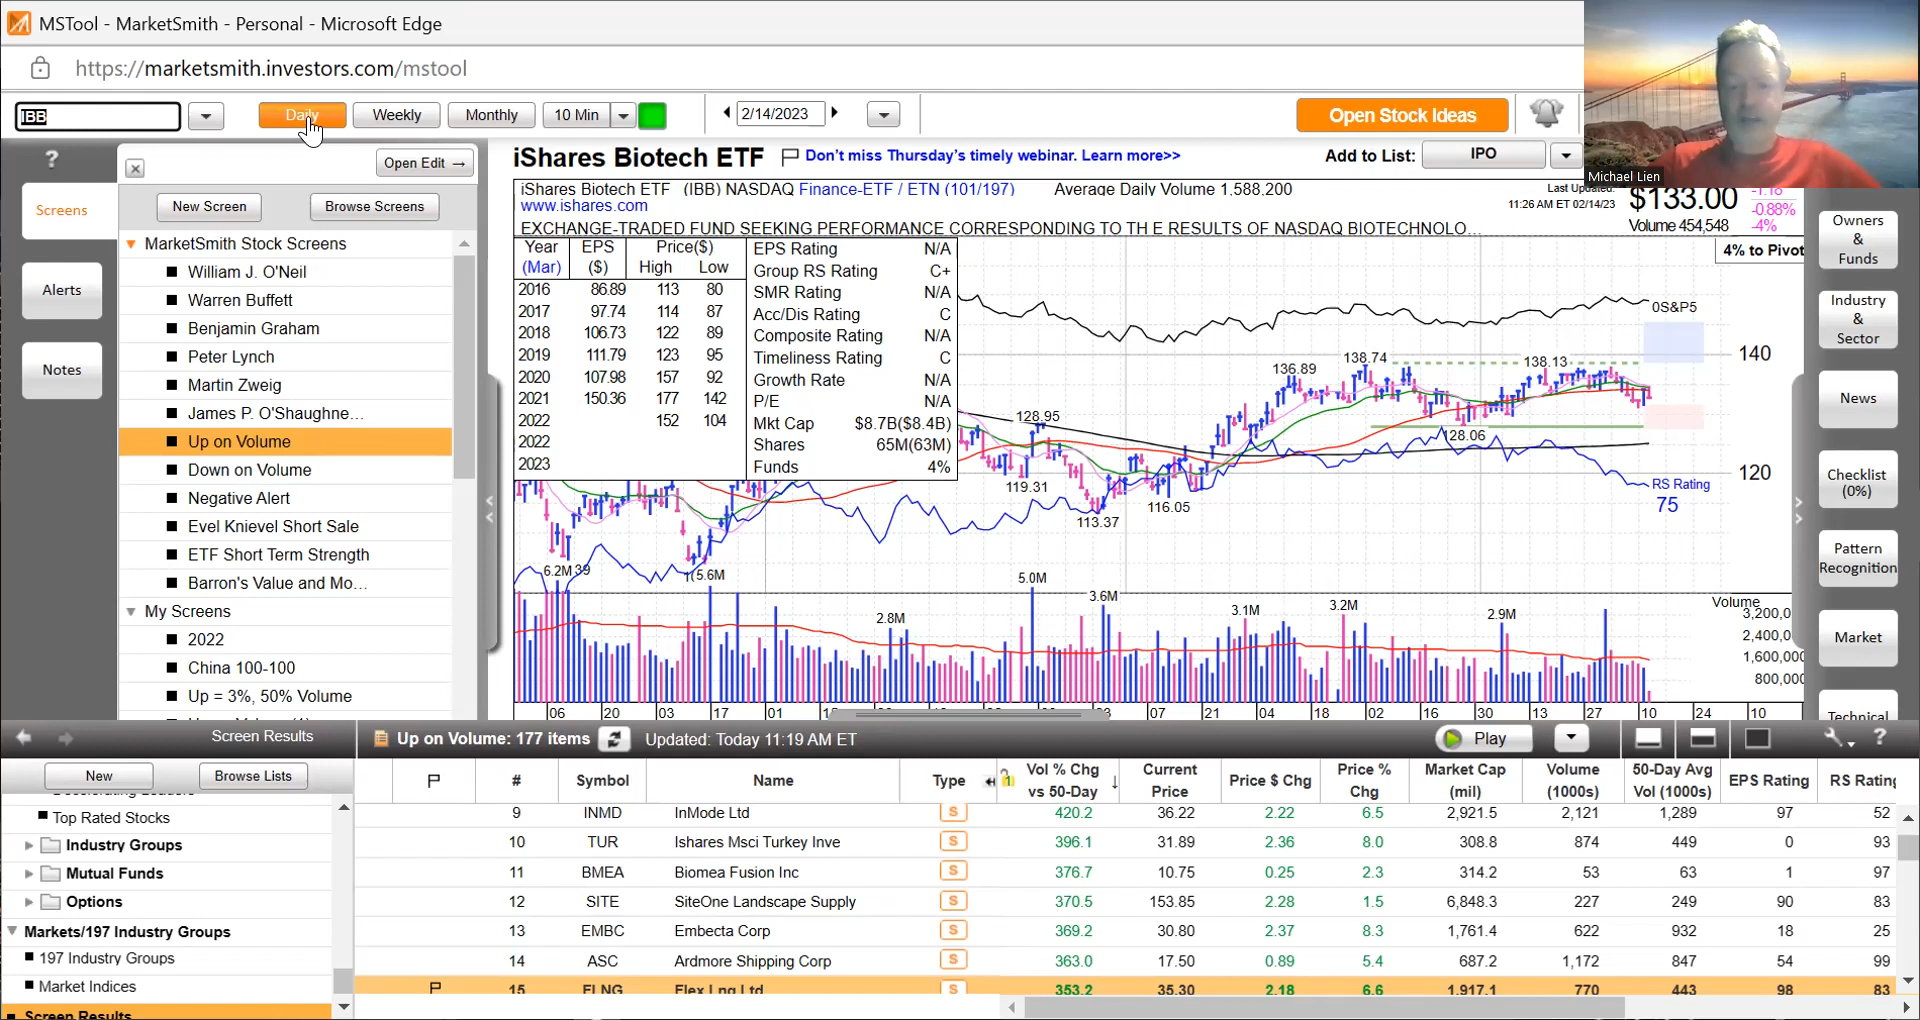 MSTool - MarketSmith - Personal - Microsoft Edge
https://marketsmith.investors.com/mstool
IBB
Daily
Weekly
Monthly
10 Min
2/14/2023
Open Stock Ideas
Michael Lien
?
Open Edit →
iShares Biotech ETF
Don't miss Thursday's timely webinar. Learn more>>
Add to List:
IPO
Screens
Alerts
Notes
New Screen
Browse Screens
MarketSmith Stock Screens
William J. O'Neil
Warren Buffett
Benjamin Graham
Peter Lynch
Martin Zweig
James P. O'Shaughne...
Up on Volume
Down on Volume
Negative Alert
Evel Knievel Short Sale
ETF Short Term Strength
Barron's Value and Mo...
My Screens
2022
China 100-100
Up = 3%, 50% Volume
iShares Biotech ETF (IBB) NASDAQ Finance-ETF / ETN (101/197) Average Daily Volume 1,588,200
www.ishares.com
EXCHANGE-TRADED FUND SEEKING PERFORMANCE CORRESPONDING TO TH E RESULTS OF NASDAQ BIOTECHNOLO...
Last Updated:
11:26 AM ET 02/14/23
$133.00
-1.18
-0.88%
Volume 454,548
-4%
4% to Pivot
Year EPS Price($)
(Mar) ($) High Low
2016 86.89 113 80
2017 97.74 114 87
2018 106.73 122 89
2019 111.79 123 95
2020 107.98 157 92
2021 150.36 177 142
2022 152 104
2022
2023
EPS Rating N/A
Group RS Rating C+
SMR Rating N/A
Acc/Dis Rating C
Composite Rating N/A
Timeliness Rating C
Growth Rate N/A
P/E N/A
Mkt Cap $8.7B($8.4B)
Shares 65M(63M)
Funds 4%
0S&P5
140
120
136.89
138.74
138.13
128.95
128.06
119.31
113.37
116.05
RS Rating
75
6.2M
39
5.6M
5.0M
3.6M
2.8M
3.1M
3.2M
2.9M
Volume
3,200,0
2,400,0
1,600,000
800,000
06 20 03 17 01 07 21 04 18 02 16 30 13 27 10 24 10
Owners
&
Funds
Industry
&
Sector
News
Checklist
(0%)
Pattern
Recognition
Market
Technical
Screen Results
Up on Volume: 177 items
Updated: Today 11:19 AM ET
Play
?
New
Browse Lists
Top Rated Stocks
Industry Groups
Mutual Funds
Options
Markets/197 Industry Groups
197 Industry Groups
Market Indices
Screen Results
# Symbol Name Type Vol % Chg vs 50-Day Current Price Price $ Chg Price % Chg Market Cap (mil) Volume (1000s) 50-Day Avg Vol (1000s) EPS Rating RS Rating
9 INMD InMode Ltd S 420.2 36.22 2.22 6.5 2,921.5 2,121 1,289 97 52
10 TUR Ishares Msci Turkey Inve S 396.1 31.89 2.36 8.0 308.8 874 449 0 93
11 BMEA Biomea Fusion Inc S 376.7 10.75 0.25 2.3 314.2 53 63 1 97
12 SITE SiteOne Landscape Supply S 370.5 153.85 2.28 1.5 6,848.3 227 249 90 83
13 EMBC Embecta Corp S 369.2 30.80 2.37 8.3 1,761.4 622 932 18 25
14 ASC Ardmore Shipping Corp S 363.0 17.50 0.89 5.4 687.2 1,172 847 54 99
15 FLNG Flex Lng Ltd S 353.2 35.30 2.18 6.6 1,917.1 770 443 98 83